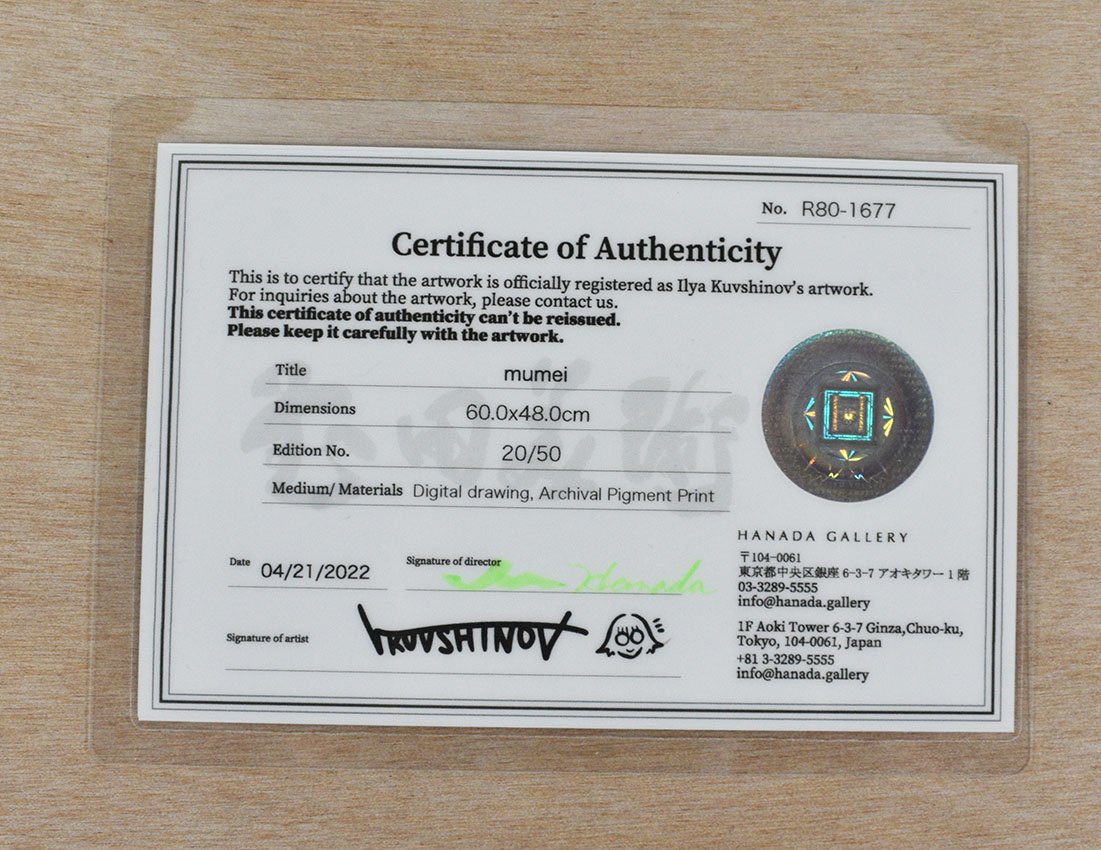 No. R80-1677
Certificate of Authenticity
This is to certify that the artwork is officially registered as Ilya Kuvshinov's artwork.
For inquiries about the artwork, please contact us.
This certificate of authenticity can't be reissued.
Please keep it carefully with the artwork.
Title mumei
Dimensions 60.0x48.0cm
Edition No. 20/50
Medium/ Materials Digital drawing, Archival Pigment Print
Date 04/21/2022
Signature of director Hanada
Signature of artist KUVSHINOV
HANADA GALLERY
〒104-0061
東京都中央区銀座 6-3-7 アオキタワー 1 階
03-3289-5555
info@hanada.gallery
1F Aoki Tower 6-3-7 Ginza,Chuo-ku,
Tokyo, 104-0061, Japan
+81 3-3289-5555
info@hanada.gallery